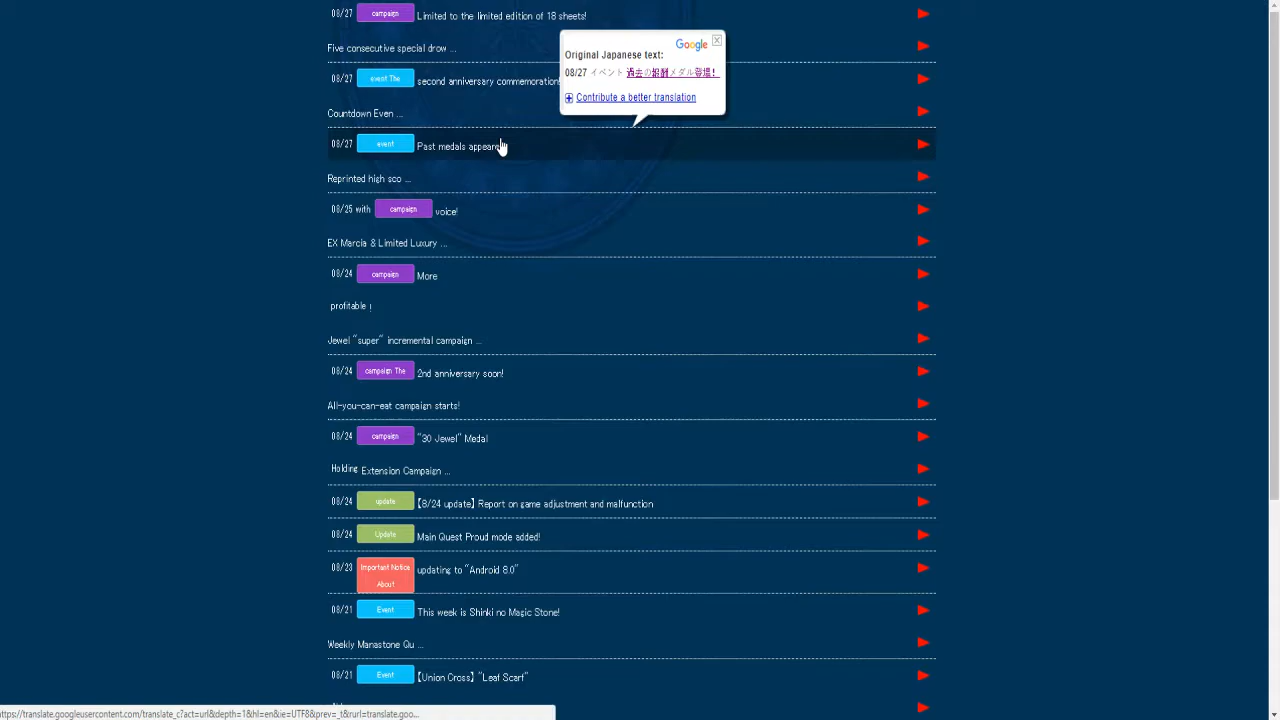 08/27 campaign Limited to the limited edition of 18 sheets!
Five consecutive special drow ...
08/27 event The second anniversary commemoration
Google
Original Japanese text:
08/27 イベント 過去の報酬メダル登場!
Contribute a better translation
Countdown Even ...
08/27 event Past medals appeare
Reprinted high sco ...
08/25 with campaign voice!
EX Marcia & Limited Luxury ...
08/24 campaign More
profitable !
Jewel "super" incremental campaign ...
08/24 campaign The 2nd anniversary soon!
All-you-can-eat campaign starts!
08/24 campaign "30 Jewel" Medal
Holding Extension Campaign ...
08/24 update 【8/24 update】 Report on game adjustment and malfunction
08/24 Update Main Quest Proud mode added!
08/23 Important Notice About updating to "Android 8.0"
08/21 Event This week is Shinki no Magic Stone!
Weekly Manastone Qu ...
08/21 Event 【Union Cross】 "Leaf Scarf"
https://translate.googleusercontent.com/translate_c?act=url&depth=1&hl=en&ie=UTF8&prev=_t&rurl=translate.goo...